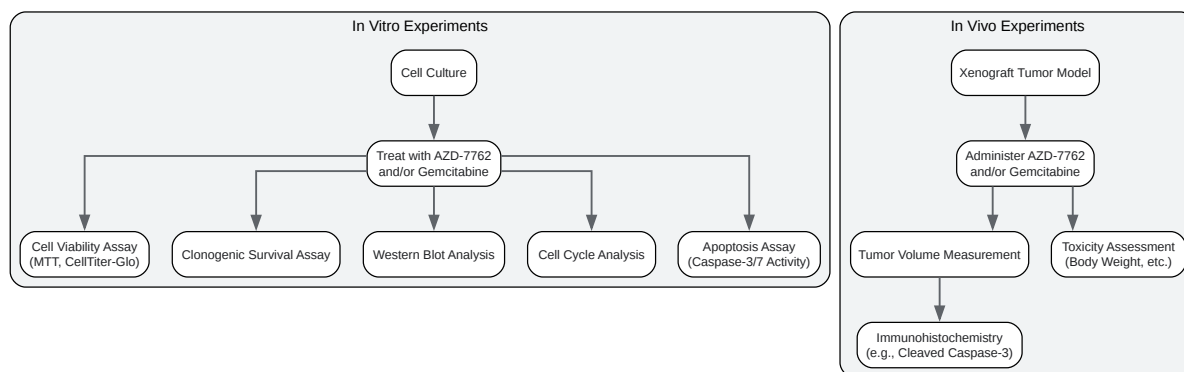 In Vitro Experiments
Cell Culture
Treat with AZD-7762
and/or Gemcitabine
Cell Viability Assay
(MTT, CellTiter-Glo)
Clonogenic Survival Assay
Western Blot Analysis
Cell Cycle Analysis
Apoptosis Assay
(Caspase-3/7 Activity)
In Vivo Experiments
Xenograft Tumor Model
Administer AZD-7762
and/or Gemcitabine
Tumor Volume Measurement
Toxicity Assessment
(Body Weight, etc.)
Immunohistochemistry
(e.g., Cleaved Caspase-3)